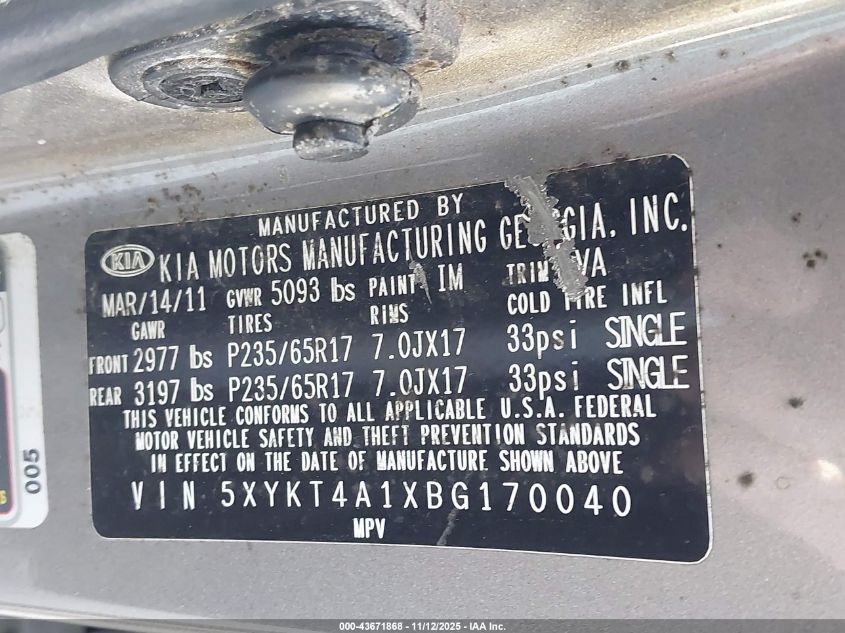 MANUFACTURED BY
KIA KIA MOTORS MANUFACTURING INC.
MAR/14/11 GVWR 5093 lbs PAINT IM TRIM VA
GAWR TIRES RIMS COLD TIRE INFL
FRONT 2977 lbs P235/65R17 7.0JX17 33psi SINGLE
REAR 3197 lbs P235/65R17 7.0JX17 33psi SINGLE
THIS VEHICLE CONFORMS TO ALL APPLICABLE U.S.A. FEDERAL
MOTOR VEHICLE SAFETY AND THEFT PREVENTION STANDARDS
IN EFFECT ON THE DATE OF MANUFACTURE SHOWN ABOVE
VIN 5XYKT4A1XBG170040
MPV
005
000-43671868 - 11/12/2025 - IAA Inc.